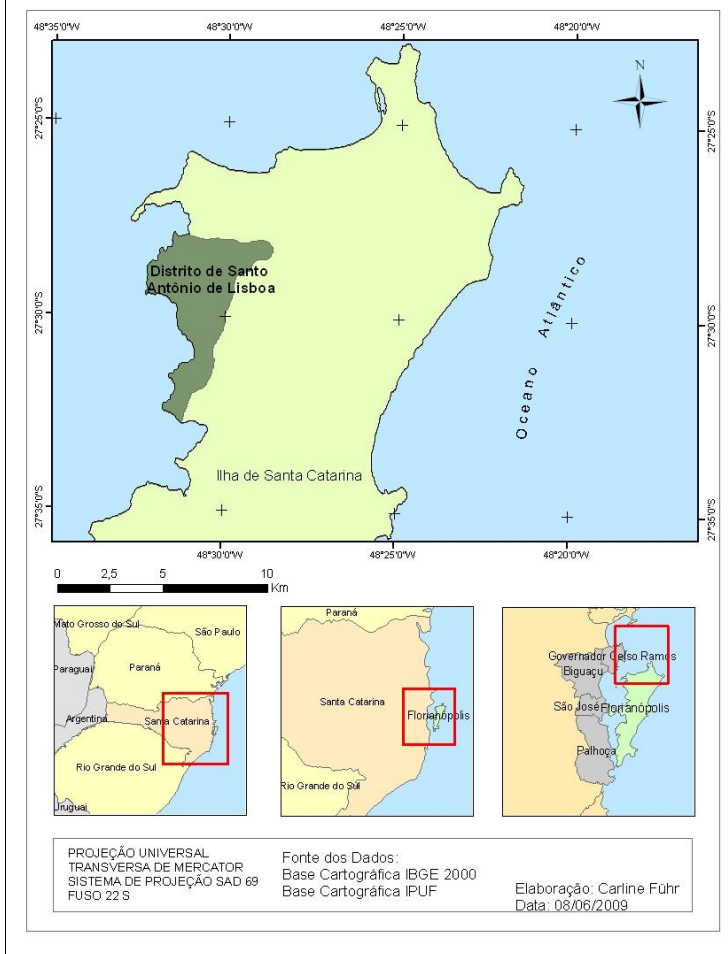 48°35'0"W 48°30'0"W 48°25'0"W 48°20'0"W
N
27°25'0"S 27°25'0"S
Distrito de Santo
Antônio de Lisboa
Oceano Atlântico
27°30'0"S 27°30'0"S
Ilha de Santa Catarina
27°35'0"S 27°35'0"S
48°30'0"W 48°25'0"W 48°20'0"W
0 2,5 5 10
Km
Mato Grosso do Sul
São Paulo
Paraguai
Paraná
Argentina
Santa Catarina
Rio Grande do Sul
Uruguai
Paraná
Santa Catarina
Florianópolis
Rio Grande do Sul
Governador Celso Ramos
Biguaçu
São José
Florianópolis
Palhoça
PROJEÇÃO UNIVERSAL
TRANSVERSA DE MERCATOR
SISTEMA DE PROJEÇÃO SAD 69
FUSO 22 S
Fonte dos Dados:
Base Cartográfica IBGE 2000
Base Cartográfica IPUF
Elaboração: Carline Führ
Data: 08/06/2009